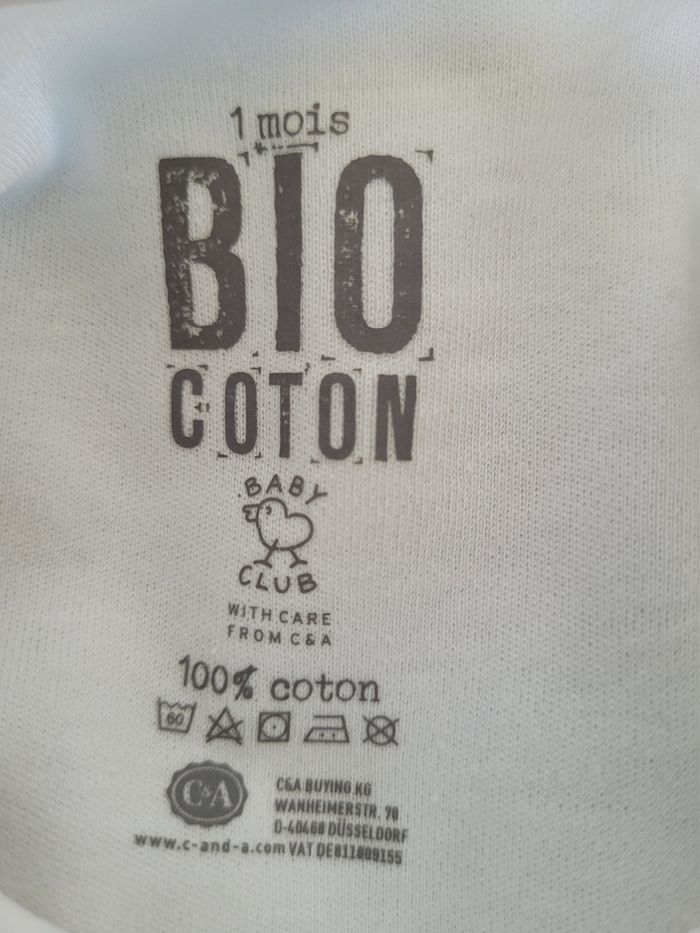 1 mois
BIO
COTON
BABY
CLUB
WITH CARE
FROM C&A
100% coton
60
C&A
C&A BUYING KG
WANHEIMERSTR. 70
D-40468 DÜSSELDORF
www.c-and-a.com VAT DE811809155